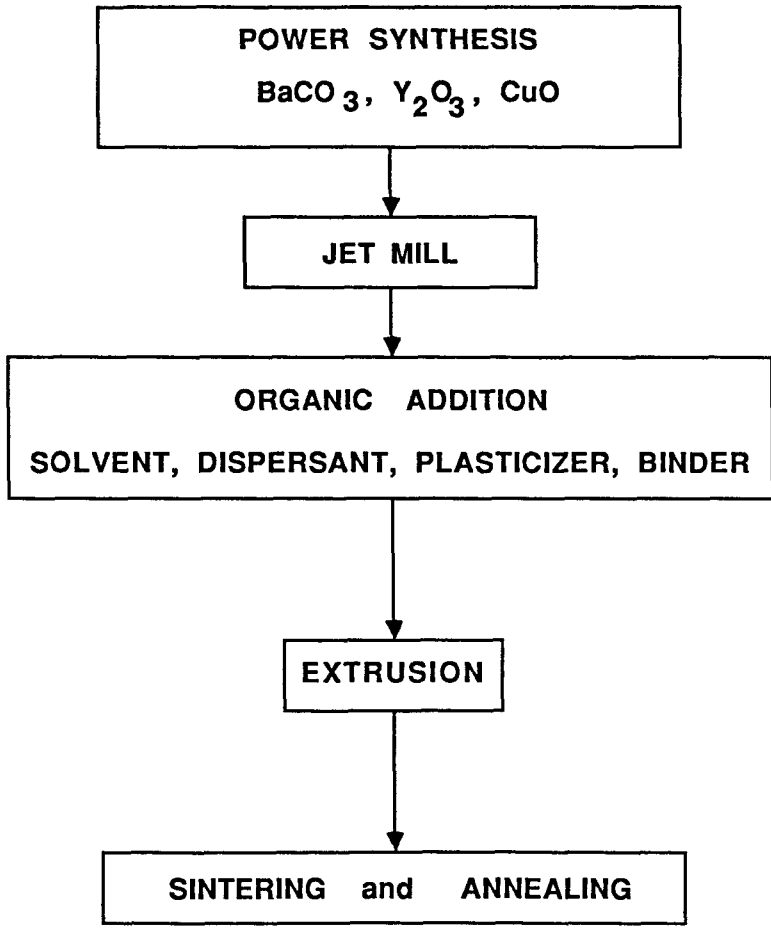 POWER SYNTHESIS
BaCO3, Y2O3, CuO
JET MILL
ORGANIC ADDITION
SOLVENT, DISPERSANT, PLASTICIZER, BINDER
EXTRUSION
SINTERING and ANNEALING